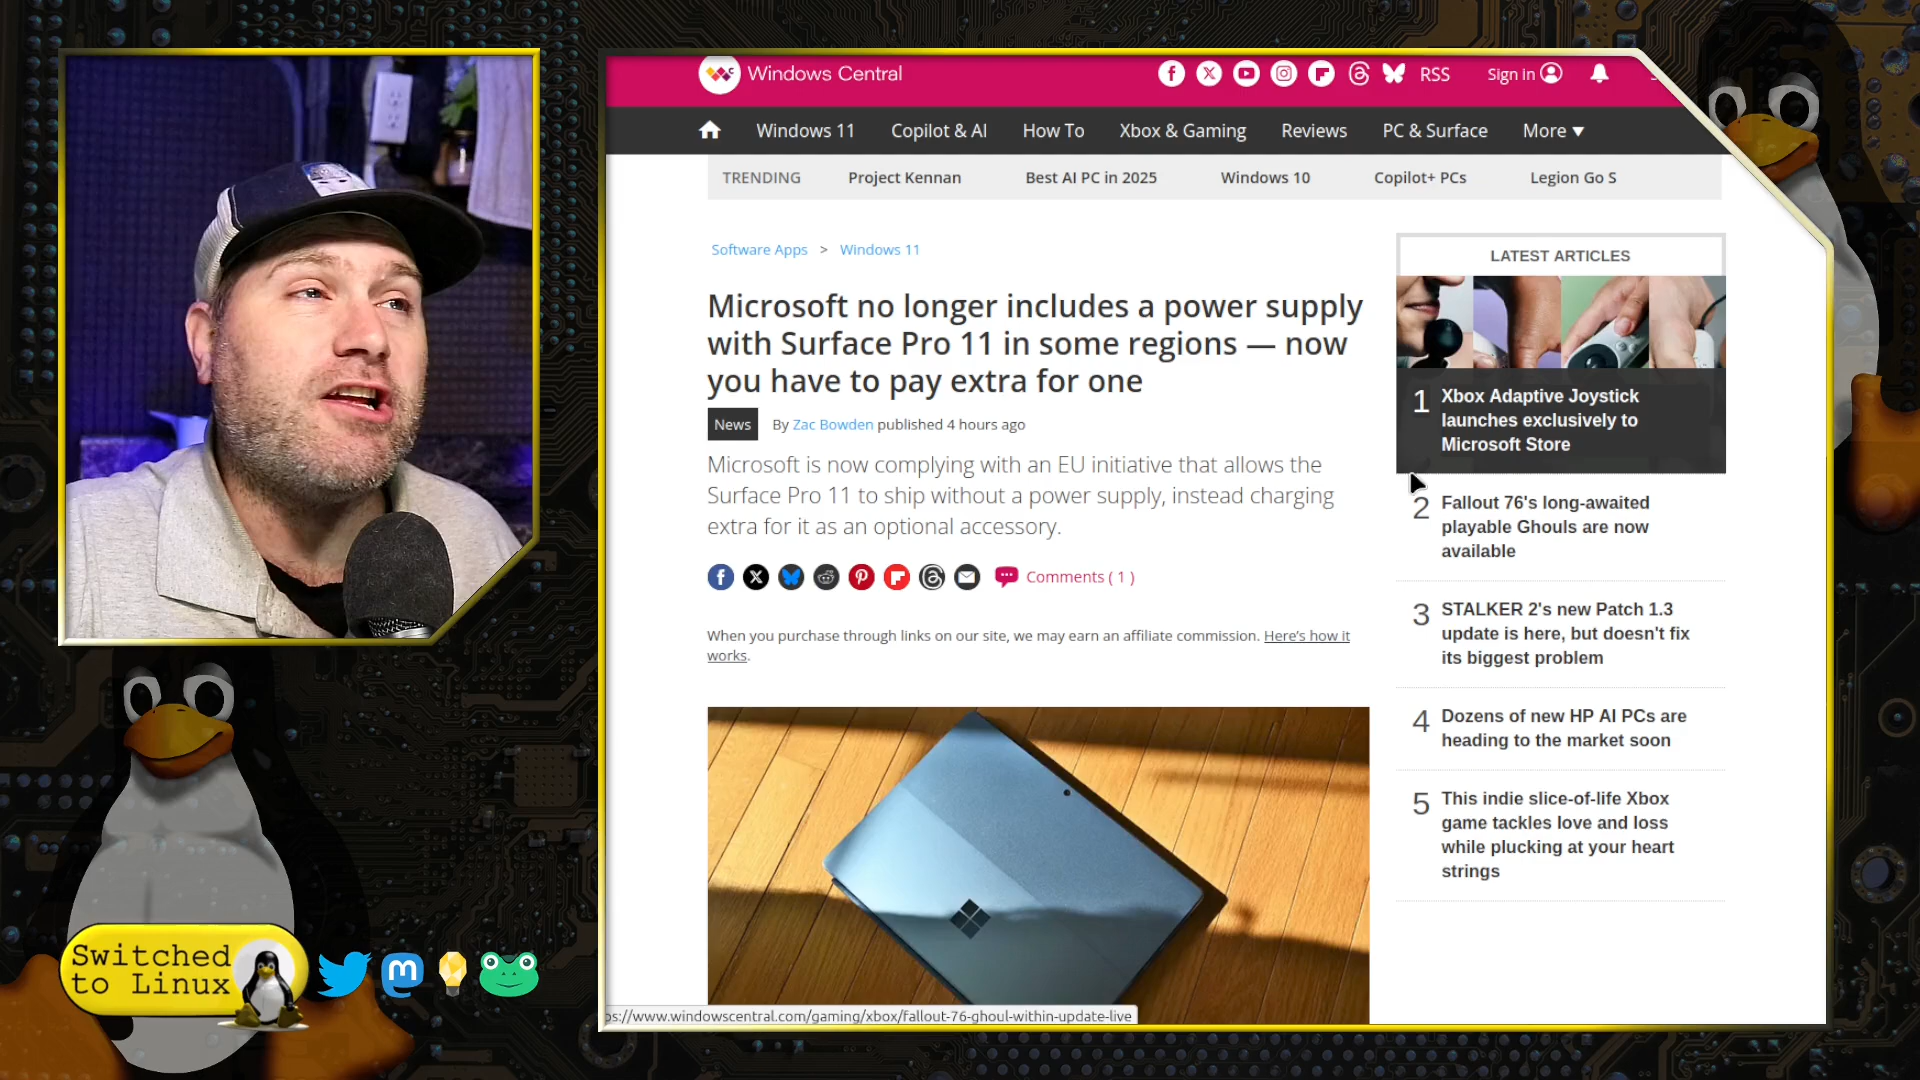 Windows Central
RSS
Sign in
Windows 11
Copilot & AI
How To
Xbox & Gaming
Reviews
PC & Surface
More ▼
TRENDING
Project Kennan
Best AI PC in 2025
Windows 10
Copilot+ PCs
Legion Go S
Software Apps > Windows 11
Microsoft no longer includes a power supply
with Surface Pro 11 in some regions — now
you have to pay extra for one
News
By Zac Bowden published 4 hours ago
Microsoft is now complying with an EU initiative that allows the
Surface Pro 11 to ship without a power supply, instead charging
extra for it as an optional accessory.
Comments ( 1 )
When you purchase through links on our site, we may earn an affiliate commission. Here's how it
works.
LATEST ARTICLES
1 Xbox Adaptive Joystick
launches exclusively to
Microsoft Store
2 Fallout 76's long-awaited
playable Ghouls are now
available
3 STALKER 2's new Patch 1.3
update is here, but doesn't fix
its biggest problem
4 Dozens of new HP AI PCs are
heading to the market soon
5 This indie slice-of-life Xbox
game tackles love and loss
while plucking at your heart
strings
ps://www.windowscentral.com/gaming/xbox/fallout-76-ghoul-within-update-live
Switched
to Linux